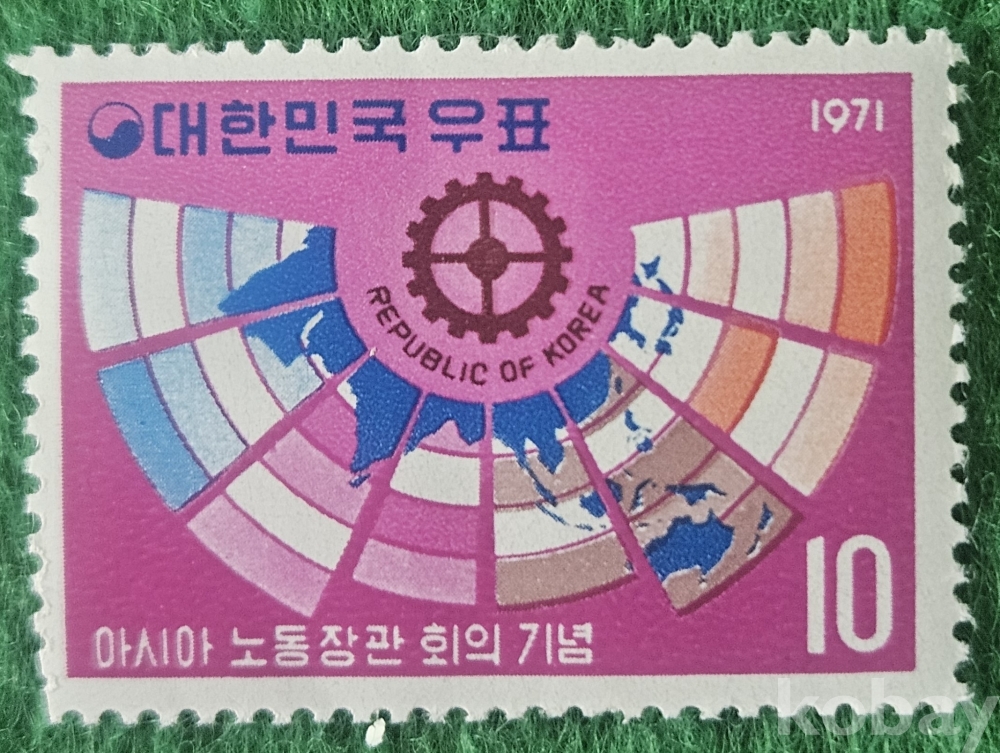 대한민국우표
1971
REPUBLIC OF KOREA
10
아시아 노동장관 회의 기념
kobay